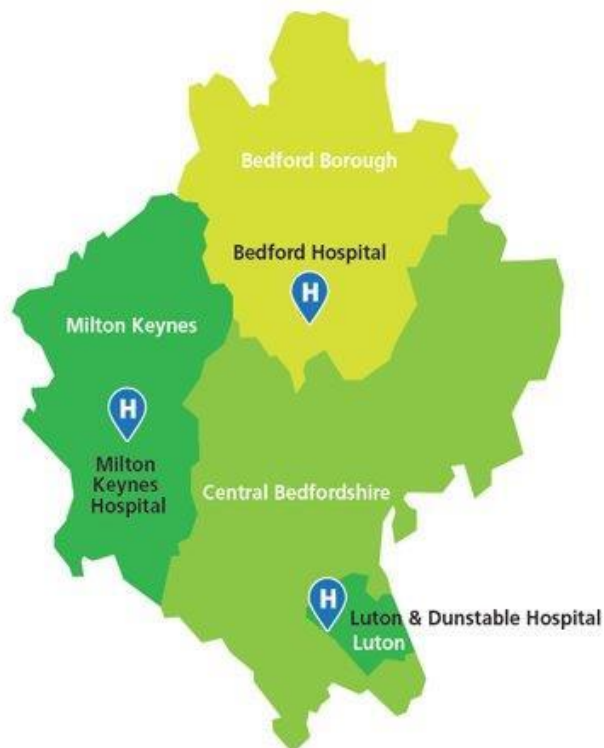 Bedford Borough
Bedford Hospital
H
Milton Keynes
H
Milton
Keynes
Hospital
Central Bedfordshire
H
Luton & Dunstable Hospital
Luton